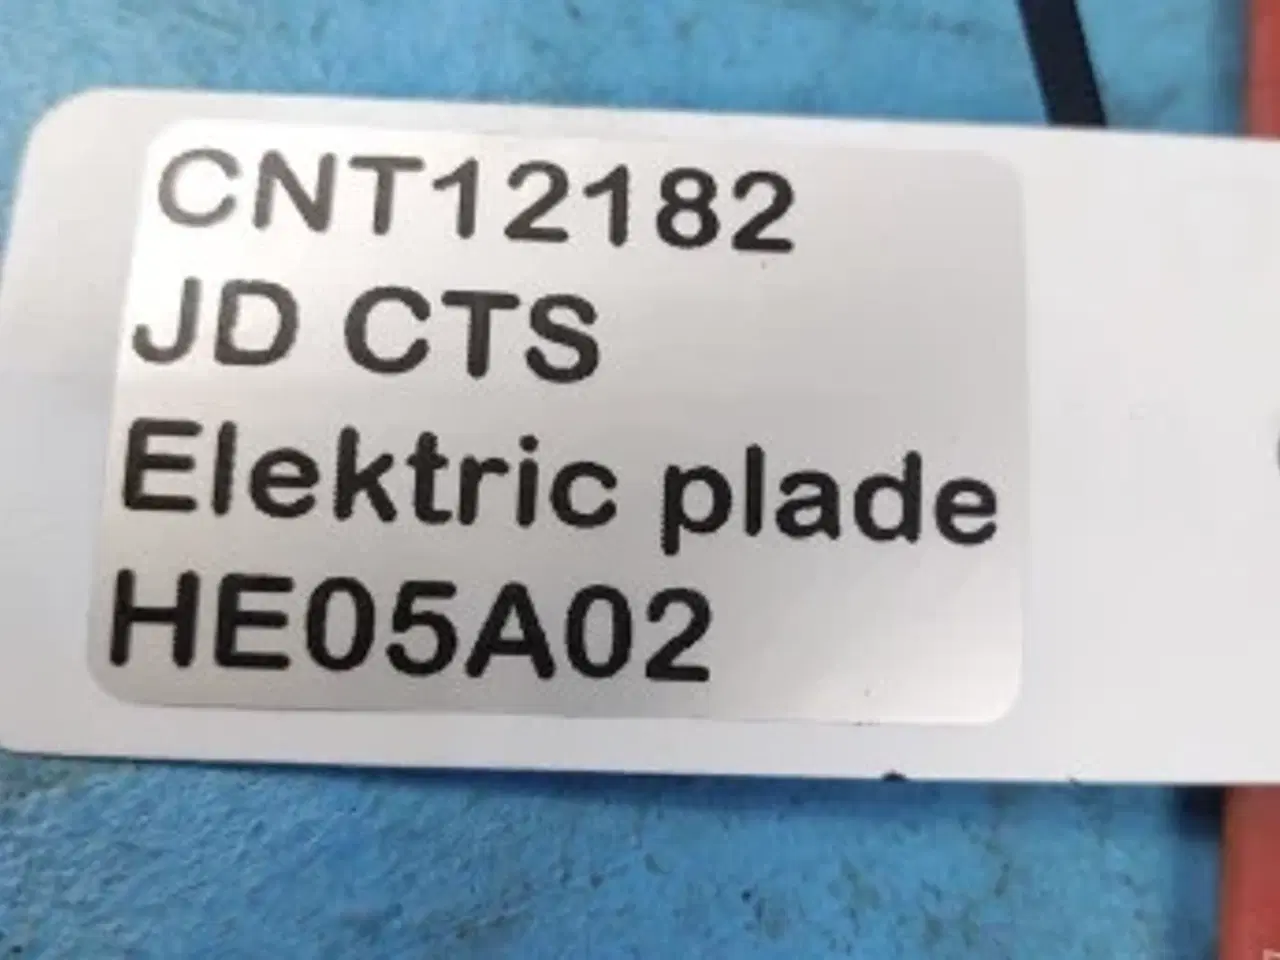 CNT12182
JD CTS
Elektric plade
HE05A02